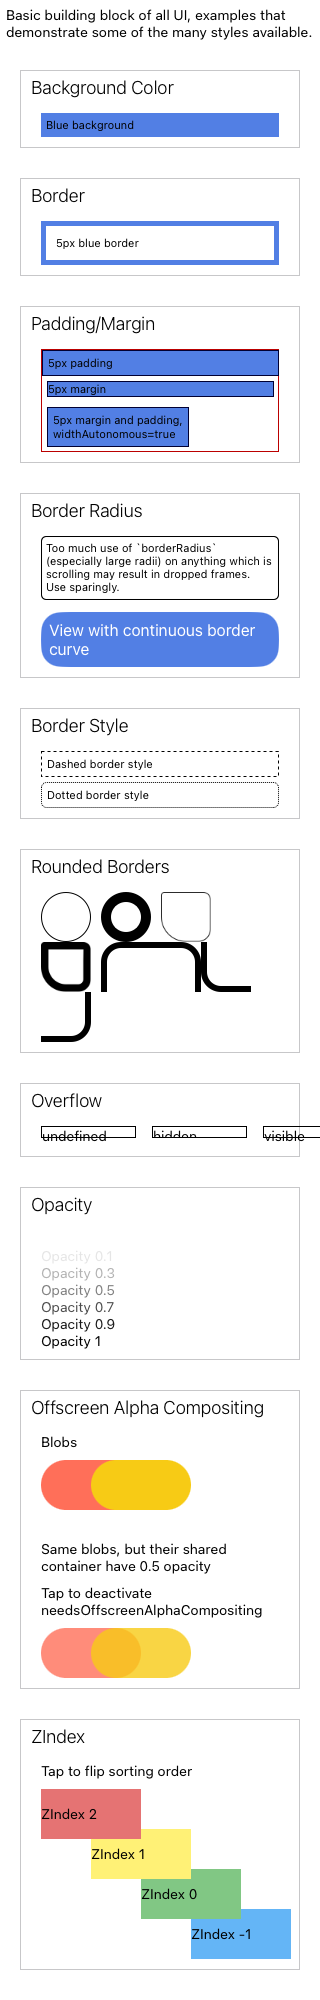 Basic building block of all UI, examples that
demonstrate some of the many styles available.
Background Color
Blue background
Border
5px blue border
Padding/Margin
5px padding
5px margin
5px margin and padding,
widthAutonomous=true
Border Radius
Too much use of `borderRadius`
(especially large radii) on anything which is
scrolling may result in dropped frames.
Use sparingly.
View with continuous border
curve
Border Style
Dashed border style
Dotted border style
Rounded Borders
Overflow
undefined hidden visible
Opacity
Opacity 0.1
Opacity 0.3
Opacity 0.5
Opacity 0.7
Opacity 0.9
Opacity 1
Offscreen Alpha Compositing
Blobs
Same blobs, but their shared
container have 0.5 opacity
Tap to deactivate
needsOffscreenAlphaCompositing
ZIndex
Tap to flip sorting order
ZIndex 2
ZIndex 1
ZIndex 0
ZIndex -1